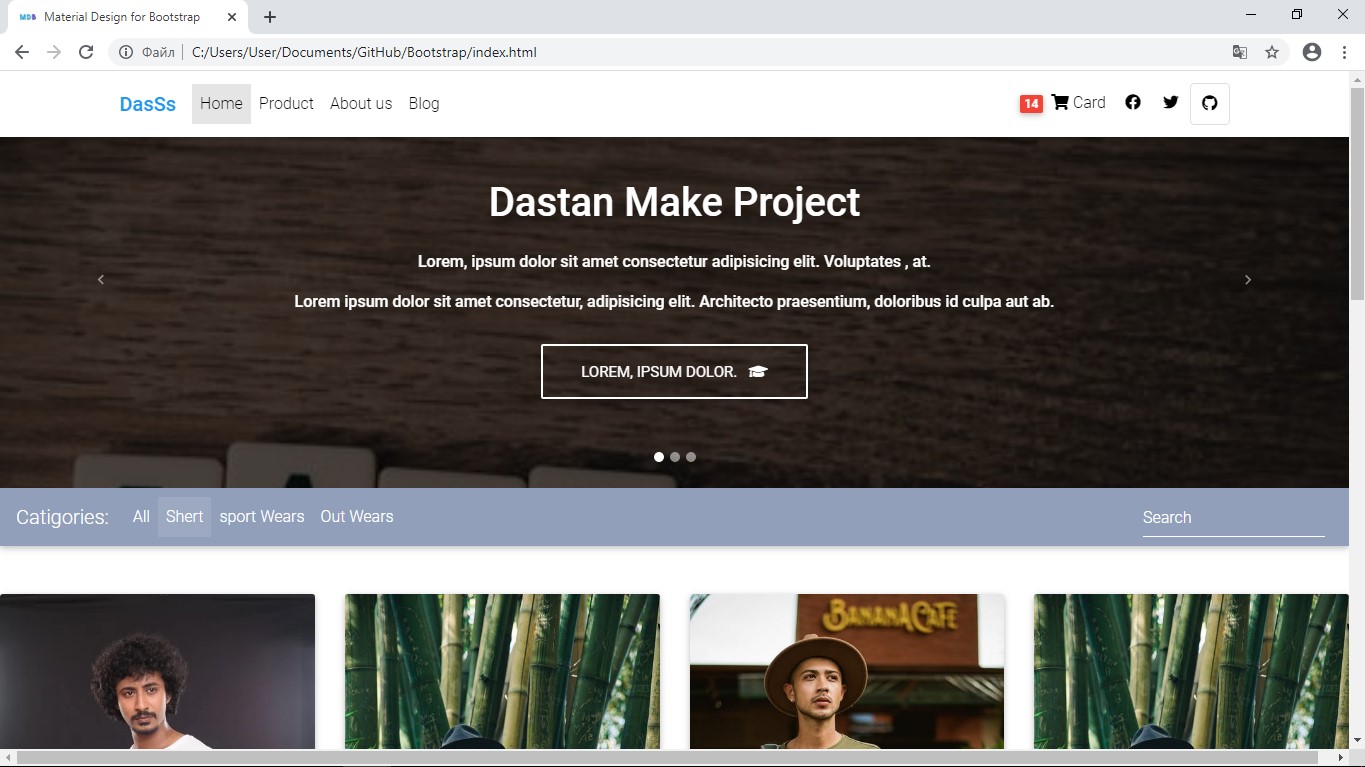 MDB Material Design for Bootstrap
Файл C:/Users/User/Documents/GitHub/Bootstrap/index.html
DasSs Home Product About us Blog 14 Card
Dastan Make Project
Lorem, ipsum dolor sit amet consectetur adipisicing elit. Voluptates , at.
Lorem ipsum dolor sit amet consectetur, adipisicing elit. Architecto praesentium, doloribus id culpa aut ab.
LOREM, IPSUM DOLOR.
Catigories: All Shert sport Wears Out Wears Search
BANANA CAFE